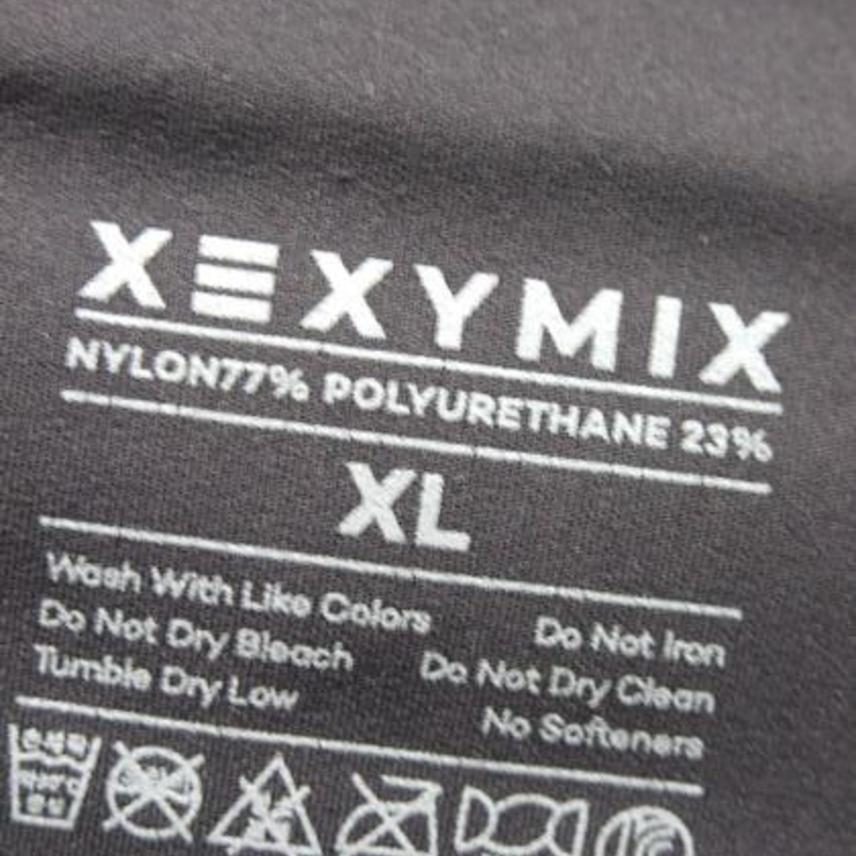 XEXYMIX
NYLON77% POLYURETHANE 23%
XL
Wash With Like Colors
Do Not Iron
Do Not Dry Bleach
Do Not Dry Clean
Tumble Dry Low
No Softeners